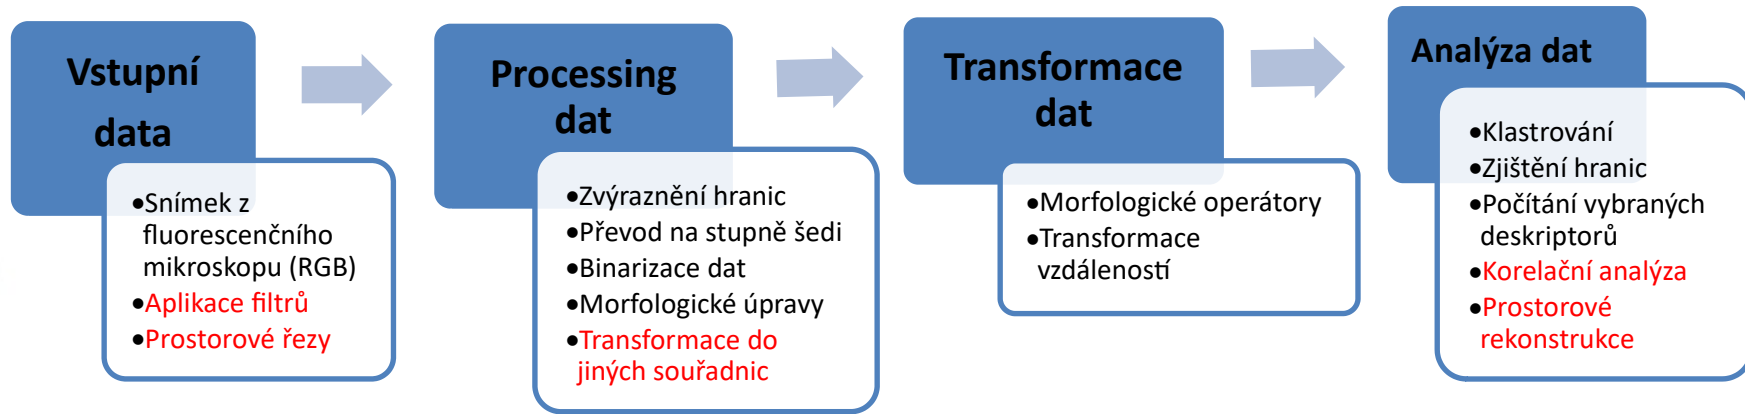 Vstupní
data
•Snímek z
fluorescenčního
mikroskopu (RGB)
•Aplikace filtrů
•Prostorové řezy
Processing
dat
•Zvýraznění hranic
•Převod na stupně šedi
•Binarizace dat
•Morfologické úpravy
•Transformace do
jiných souřadnic
Transformace
dat
•Morfologické operátory
•Transformace
vzdáleností
Analýza dat
•Klastrování
•Zjištění hranic
•Počítání vybraných
deskriptorů
•Korelační analýza
•Prostorové
rekonstrukce